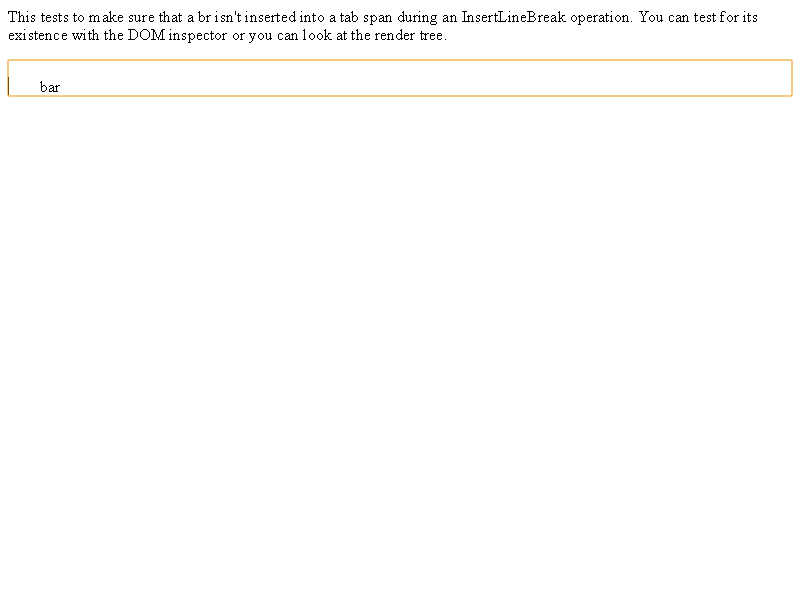 This tests to make sure that a br isn't inserted into a tab span during an InsertLineBreak operation. You can test for its
existence with the DOM inspector or you can look at the render tree.
bar